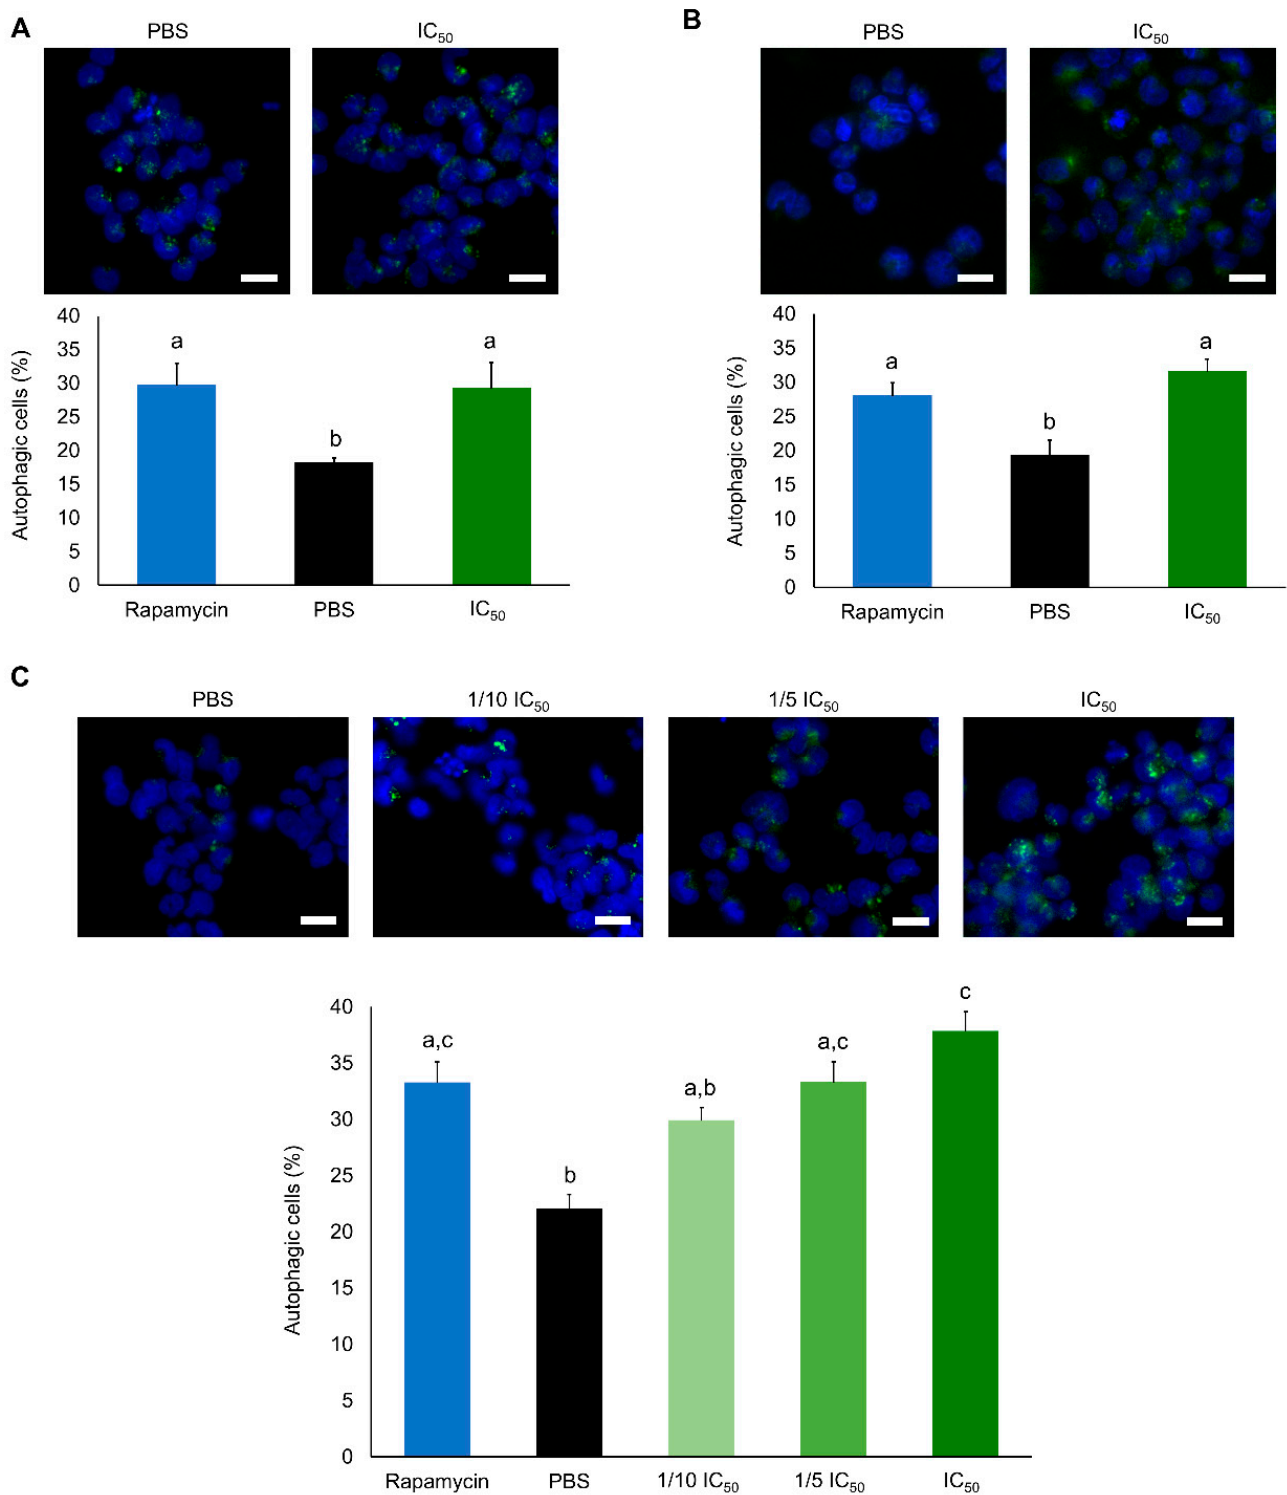 A
PBS
IC₅₀
40
35
30
25
20
15
10
5
0
Autophagic cells (%)
a
b
a
Rapamycin
PBS
IC₅₀
B
PBS
IC₅₀
40
35
30
25
20
15
10
5
0
Autophagic cells (%)
a
b
a
Rapamycin
PBS
IC₅₀
C
PBS
1/10 IC₅₀
1/5 IC₅₀
IC₅₀
40
35
30
25
20
15
10
5
0
Autophagic cells (%)
a,c
b
a,b
a,c
c
Rapamycin
PBS
1/10 IC₅₀
1/5 IC₅₀
IC₅₀